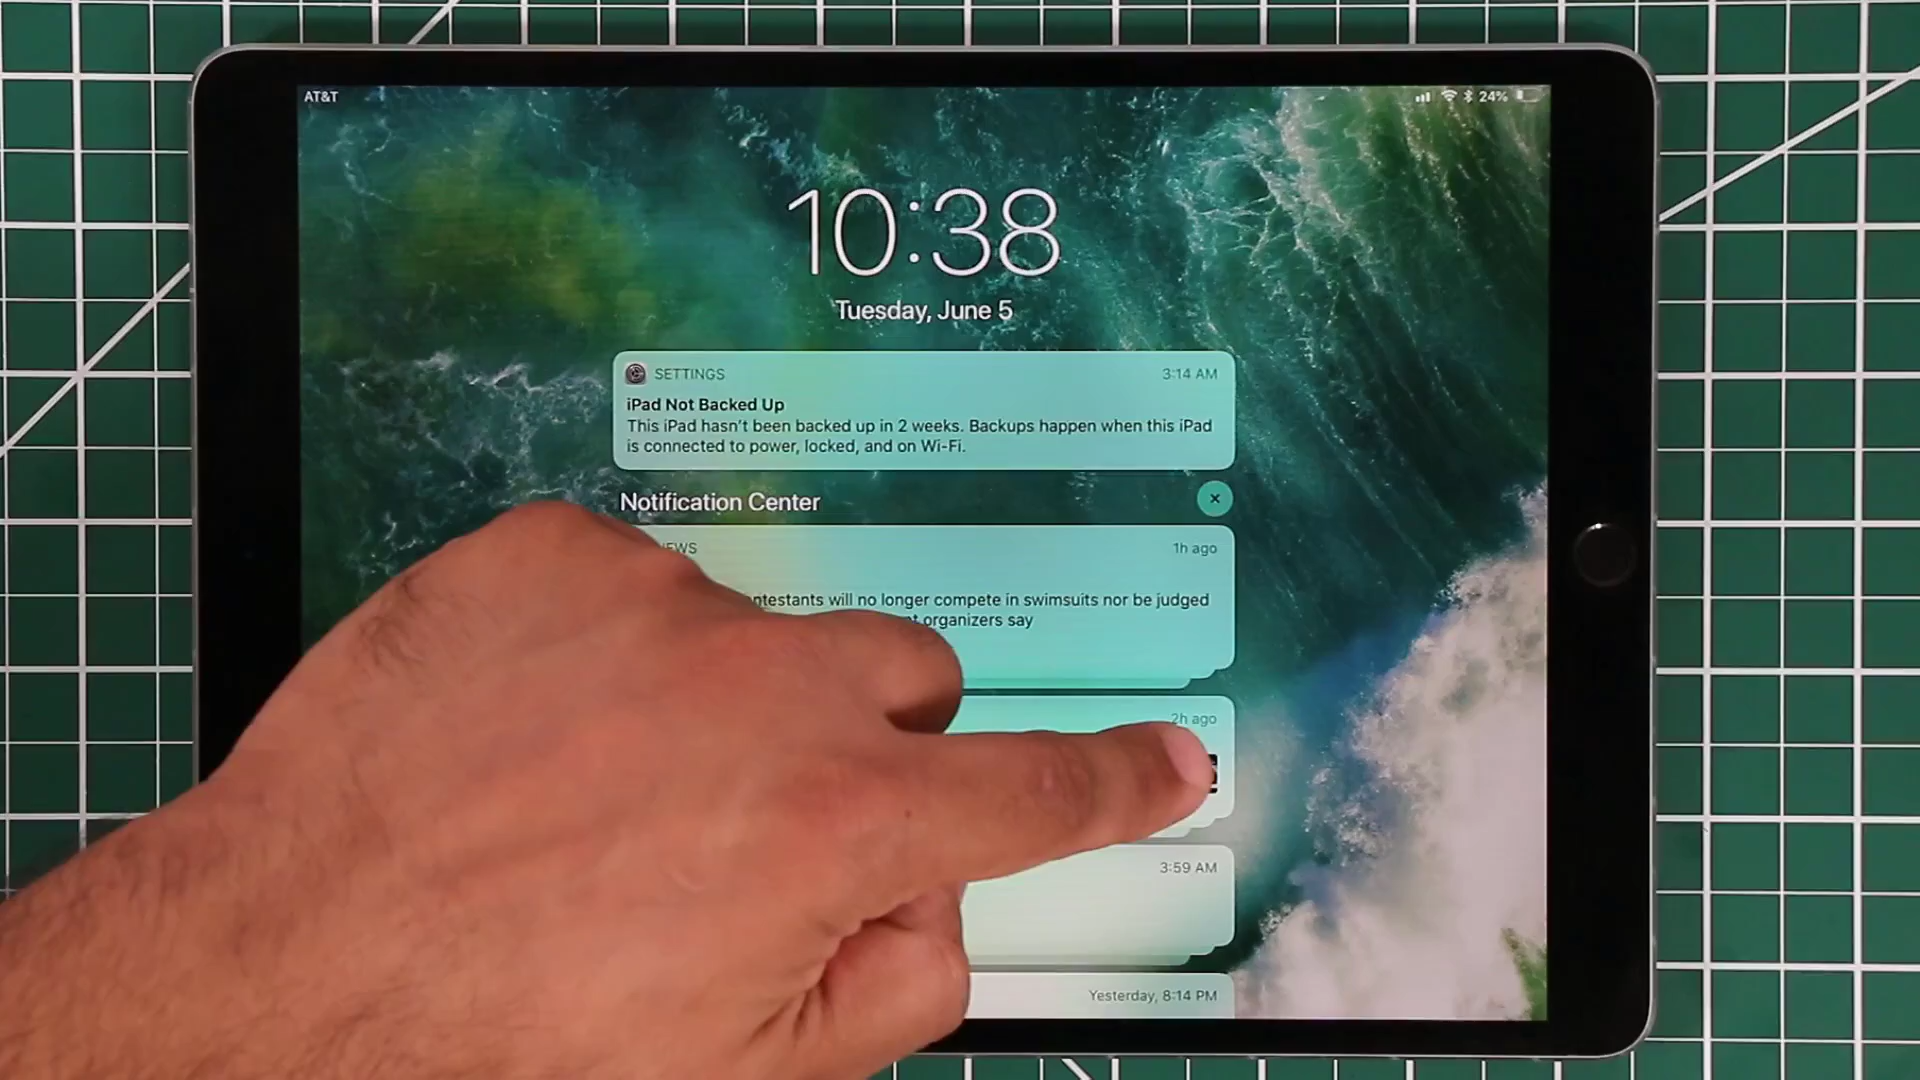 AT&T
24%
10:38
Tuesday, June 5
SETTINGS
3:14 AM
iPad Not Backed Up
This iPad hasn't been backed up in 2 weeks. Backups happen when this iPad
is connected to power, locked, and on Wi-Fi.
Notification Center
1h ago
will no longer compete in swimsuits nor be judged
organizers say
2h ago
3:59 AM
Yesterday, 8:14 PM